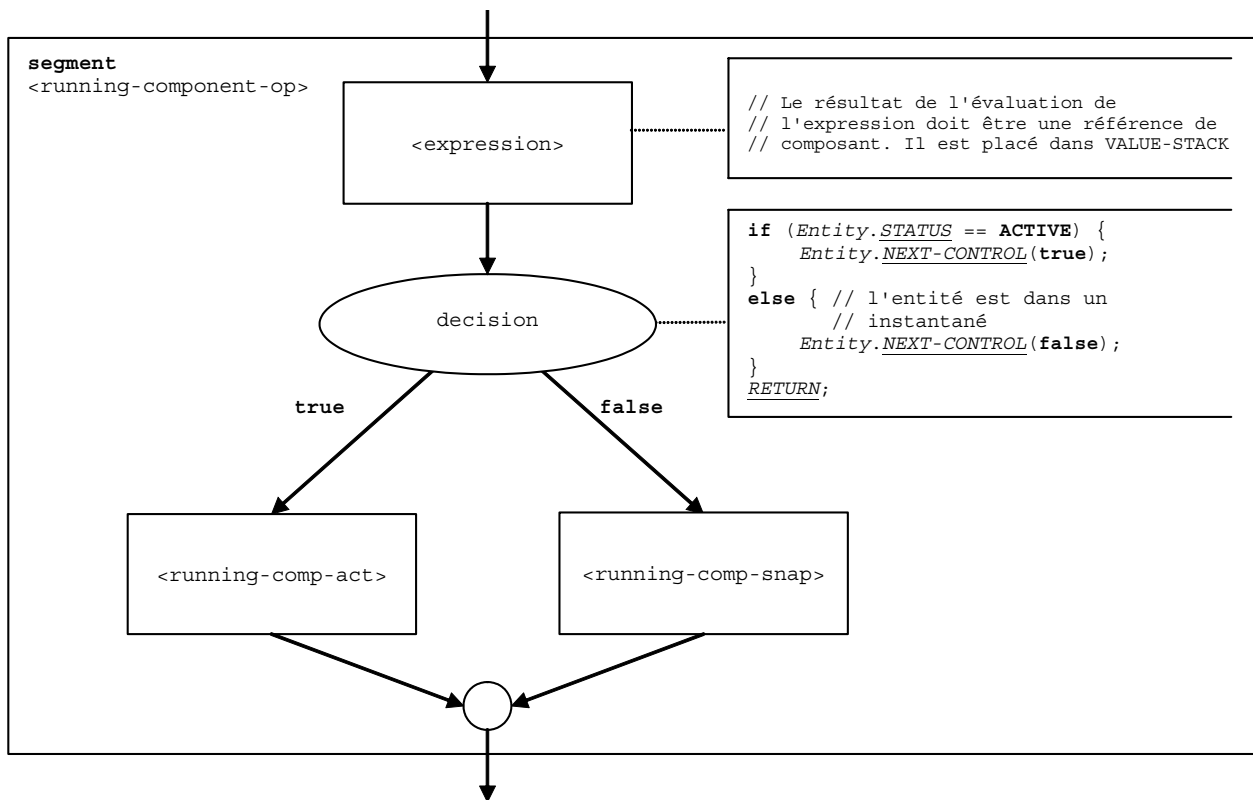 segment
<running-component-op>
<expression>
// Le résultat de l'évaluation de
// l'expression doit être une référence de
// composant. Il est placé dans VALUE-STACK
decision
if (Entity.STATUS == ACTIVE) {
Entity.NEXT-CONTROL(true);
}
else { // l'entité est dans un
// instantané
Entity.NEXT-CONTROL(false);
}
RETURN;
true
false
<running-comp-act>
<running-comp-snap>